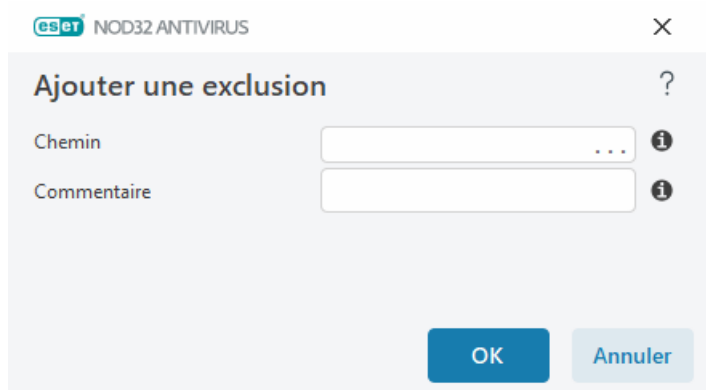 eset NOD32 ANTIVIRUS
Ajouter une exclusion
?
Chemin
...
Commentaire
OK
Annuler